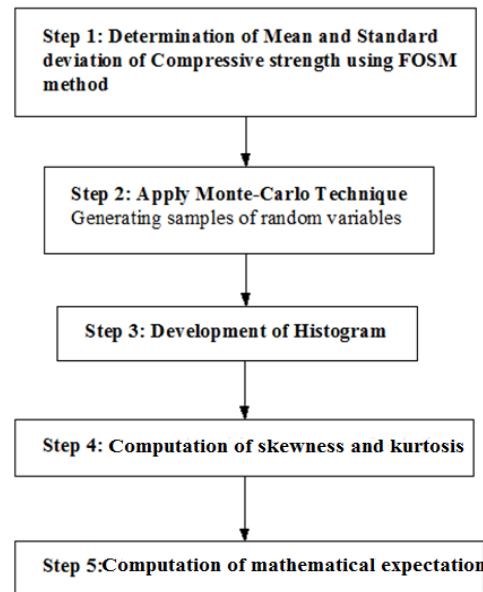 Step 1: Determination of Mean and Standard
deviation of Compressive strength using FOSM
method
Step 2: Apply Monte-Carlo Technique
Generating samples of random variables
Step 3: Development of Histogram
Step 4: Computation of skewness and kurtosis
Step 5:Computation of mathematical expectation